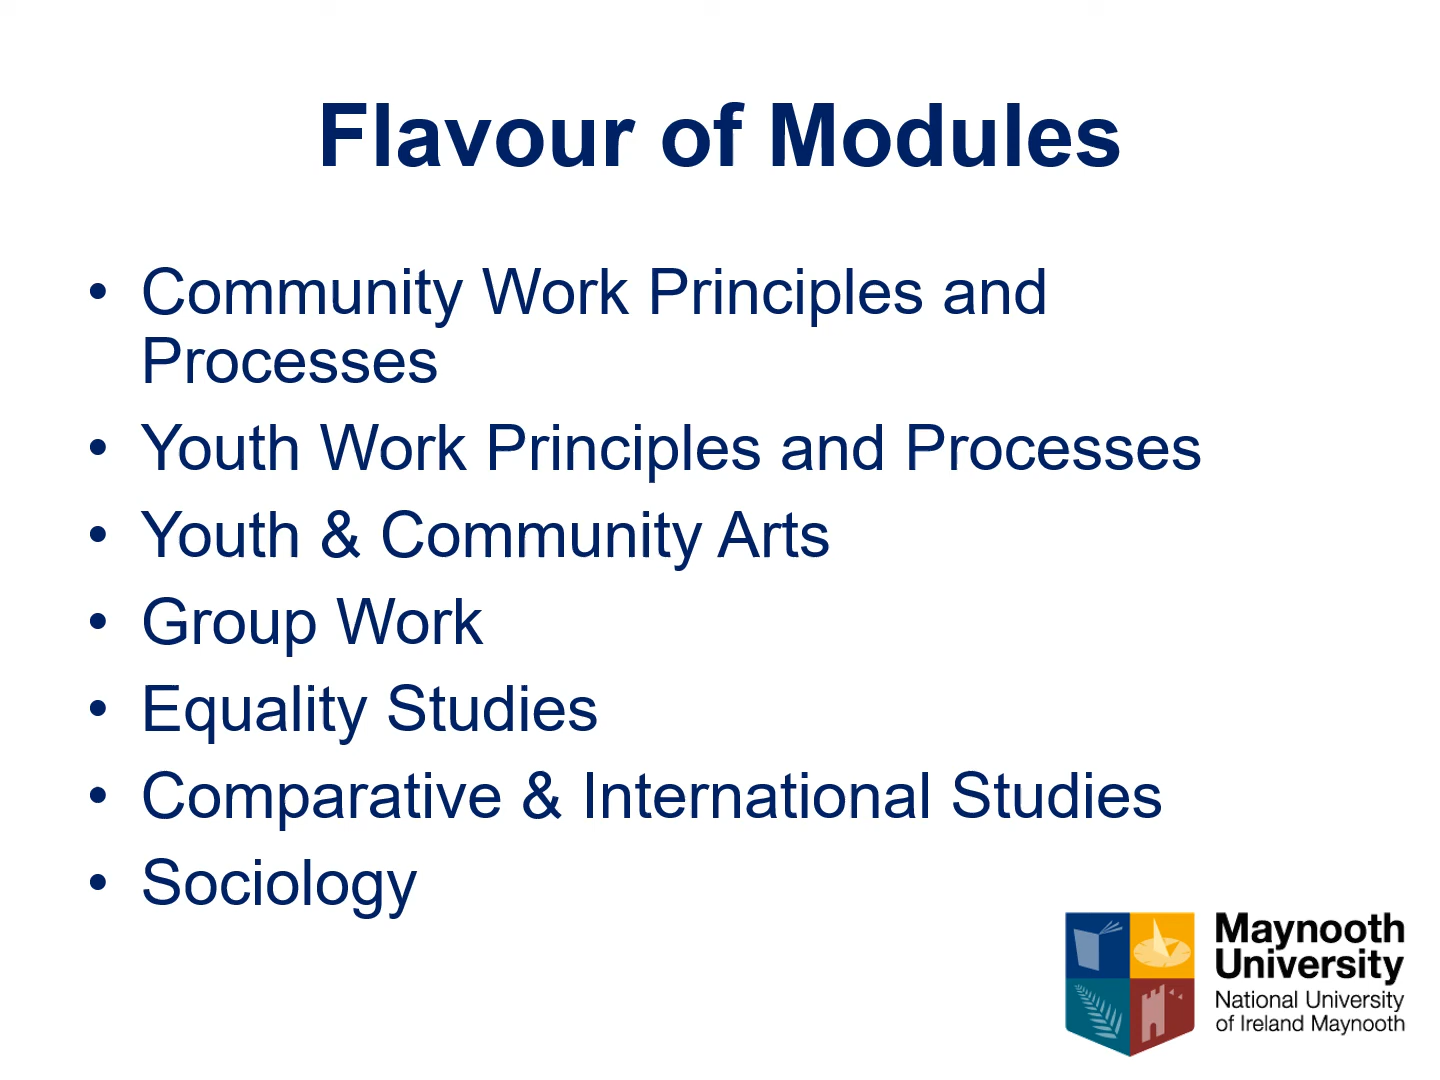 Flavour of Modules
• Community Work Principles and
Processes
• Youth Work Principles and Processes
• Youth & Community Arts
• Group Work
• Equality Studies
• Comparative & International Studies
• Sociology
Maynooth
University
National University
of Ireland Maynooth